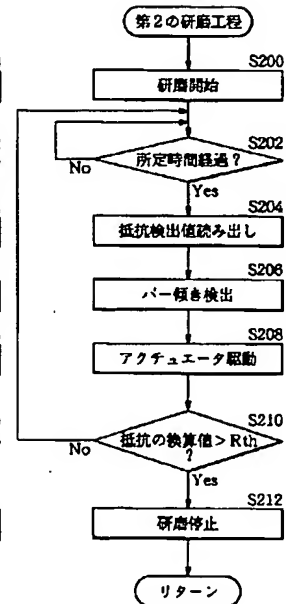 第2の研磨工程
S200
研磨開始
S202
所定時間経過?
No
Yes
S204
抵抗検出値読み出し
S206
バー傾き検出
S208
アクチュエータ駆動
S210
抵抗の換算値>Rth
?
No
Yes
S212
研磨停止
リターン